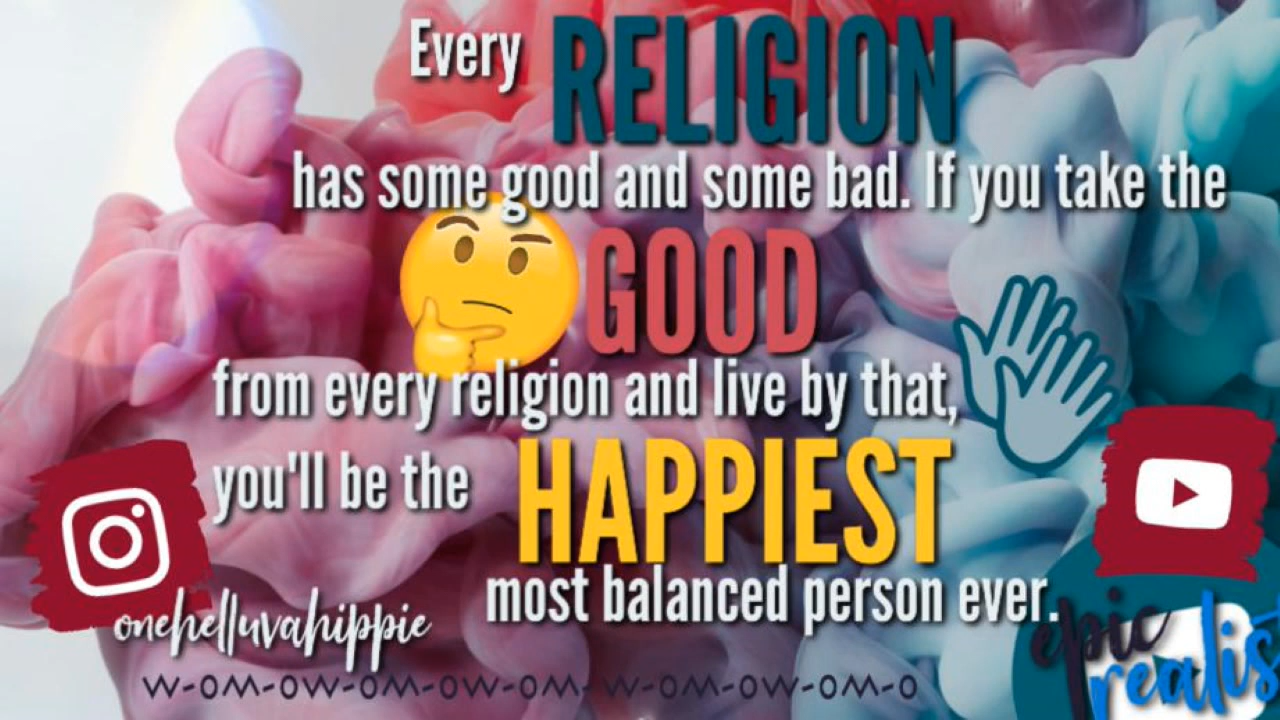 Every RELIGION
has some good and some bad. If you take the
GOOD
from every religion and live by that,
you'll be the HAPPIEST
most balanced person ever.
onehelluvahippie
epic
realis
W-OM-OW-OM-OW-OM-W-OM-OW-OM-O